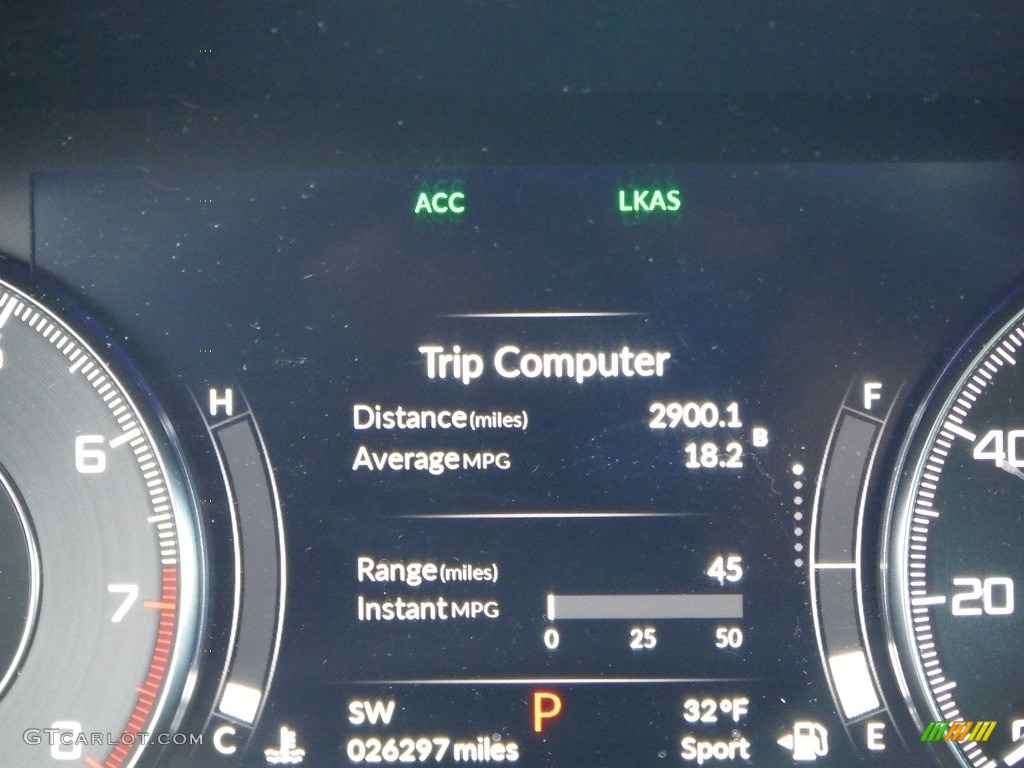 ACC LKAS
Trip Computer
H F
Distance(miles) 2900.1
B
Average MPG 18.2
6 40
Range(miles) 45
Instant MPG
7 20
0 25 50
SW P 32°F
026297 miles Sport
8 C E
GTCARLOT.COM